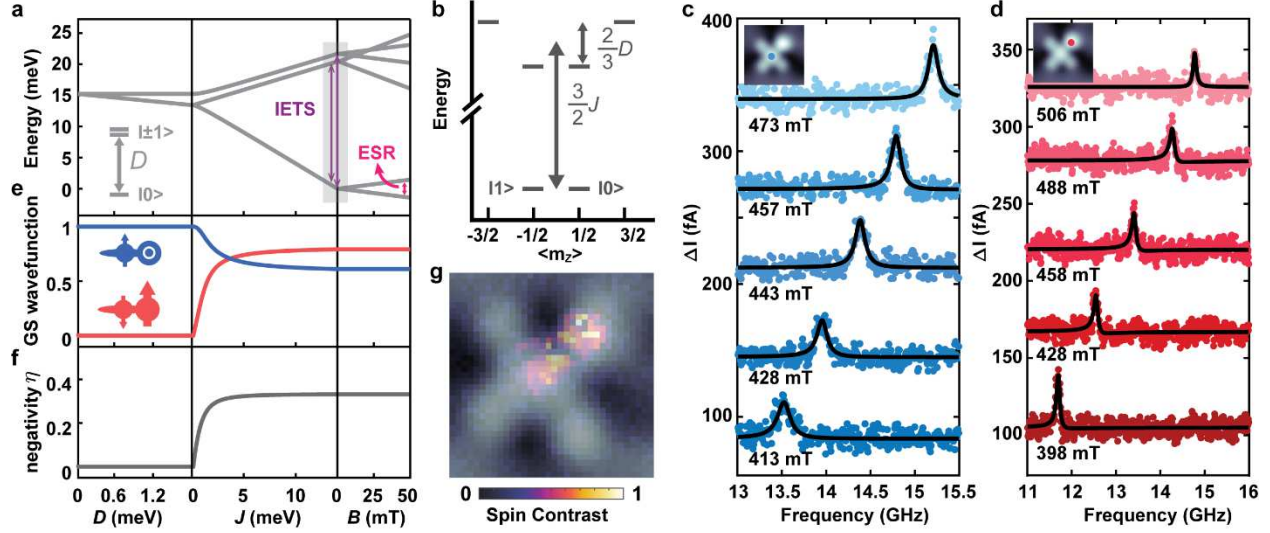 a
Energy (meV)
25
20
15
10
5
0
IETS
ESR
|±1>
D
|0>
e
GS wavefunction
1
0.5
0
f
negativity η
0.4
0.2
0
0 0.6 1.2
0 5 10
0 50
D (meV)
J (meV)
B (mT)
b
Energy
2/3 D
3/2 J
|1>
|0>
-3/2 -1/2 1/2 3/2
<m_z>
g
0 1
Spin Contrast
c
ΔI (fA)
400
300
200
100
473 mT
457 mT
443 mT
428 mT
413 mT
13 13.5 14 14.5 15 15.5
Frequency (GHz)
d
ΔI (fA)
350
300
250
200
150
100
506 mT
488 mT
458 mT
428 mT
398 mT
11 12 13 14 15 16
Frequency (GHz)